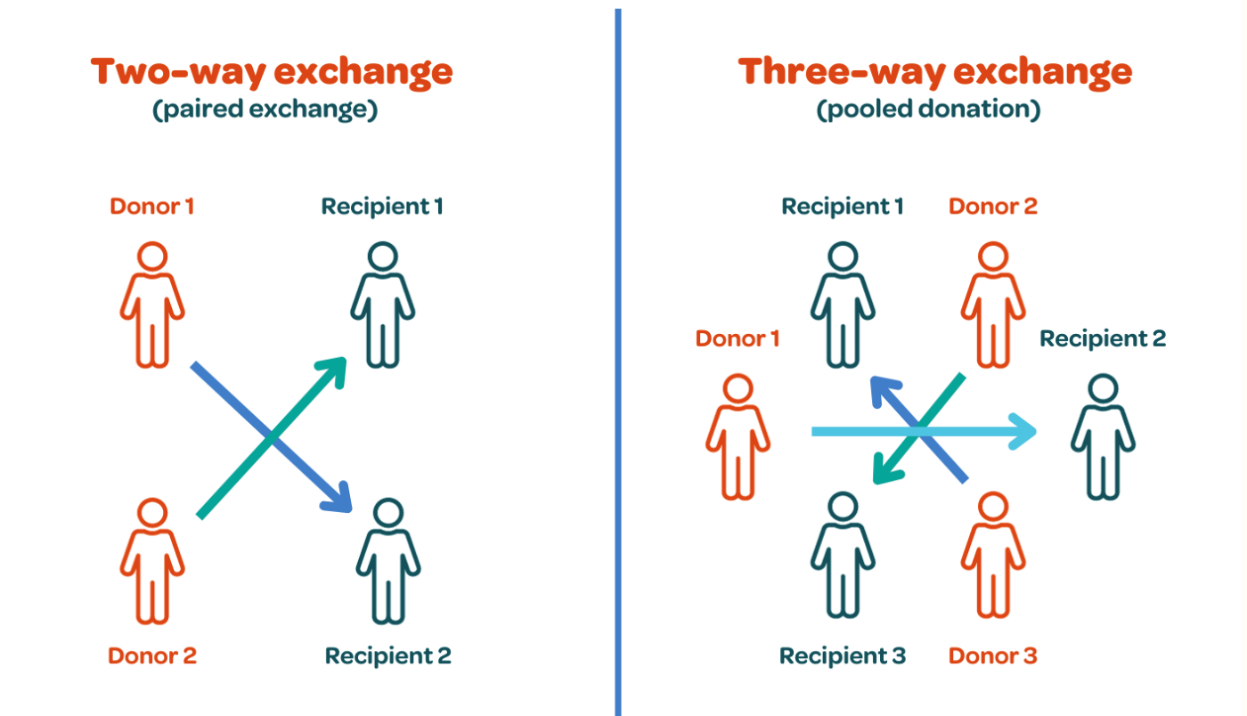 Two-way exchange
(paired exchange)
Donor 1
Recipient 1
Donor 2
Recipient 2
Three-way exchange
(pooled donation)
Recipient 1
Donor 2
Donor 1
Recipient 2
Recipient 3
Donor 3